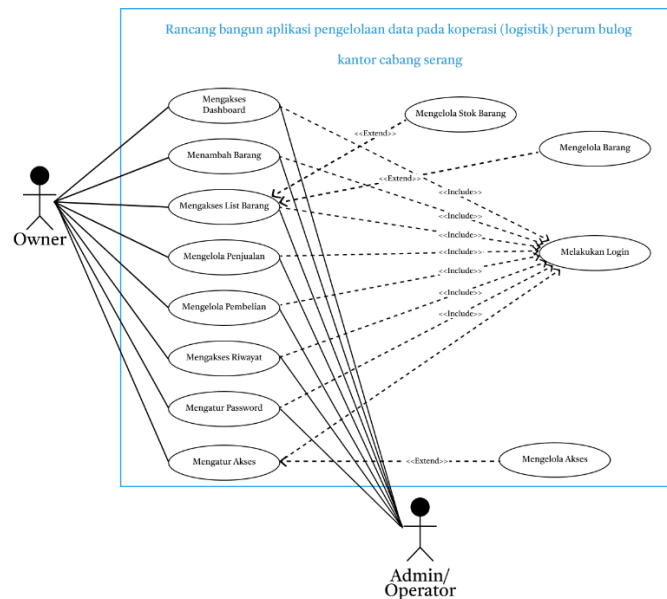 Rancang bangun aplikasi pengelolaan data pada koperasi (logistik) perum bulog
kantor cabang serang
Mengakses
Dashboard
Mengelola Stok Barang
<<Extend>>
Menambah Barang
Mengelola Barang
<<Extend>>
Mengakses List Barang
<<Include>>
<<Include>>
Owner
<<Include>>
Mengelola Penjualan
<<Include>>
Melakukan Login
<<Include>>
Mengelola Pembelian
<<Include>>
<<Include>>
Mengakses Riwayat
Mengatur Password
Mengatur Akses
<<Extend>>
Mengelola Akses
Admin/
Operator